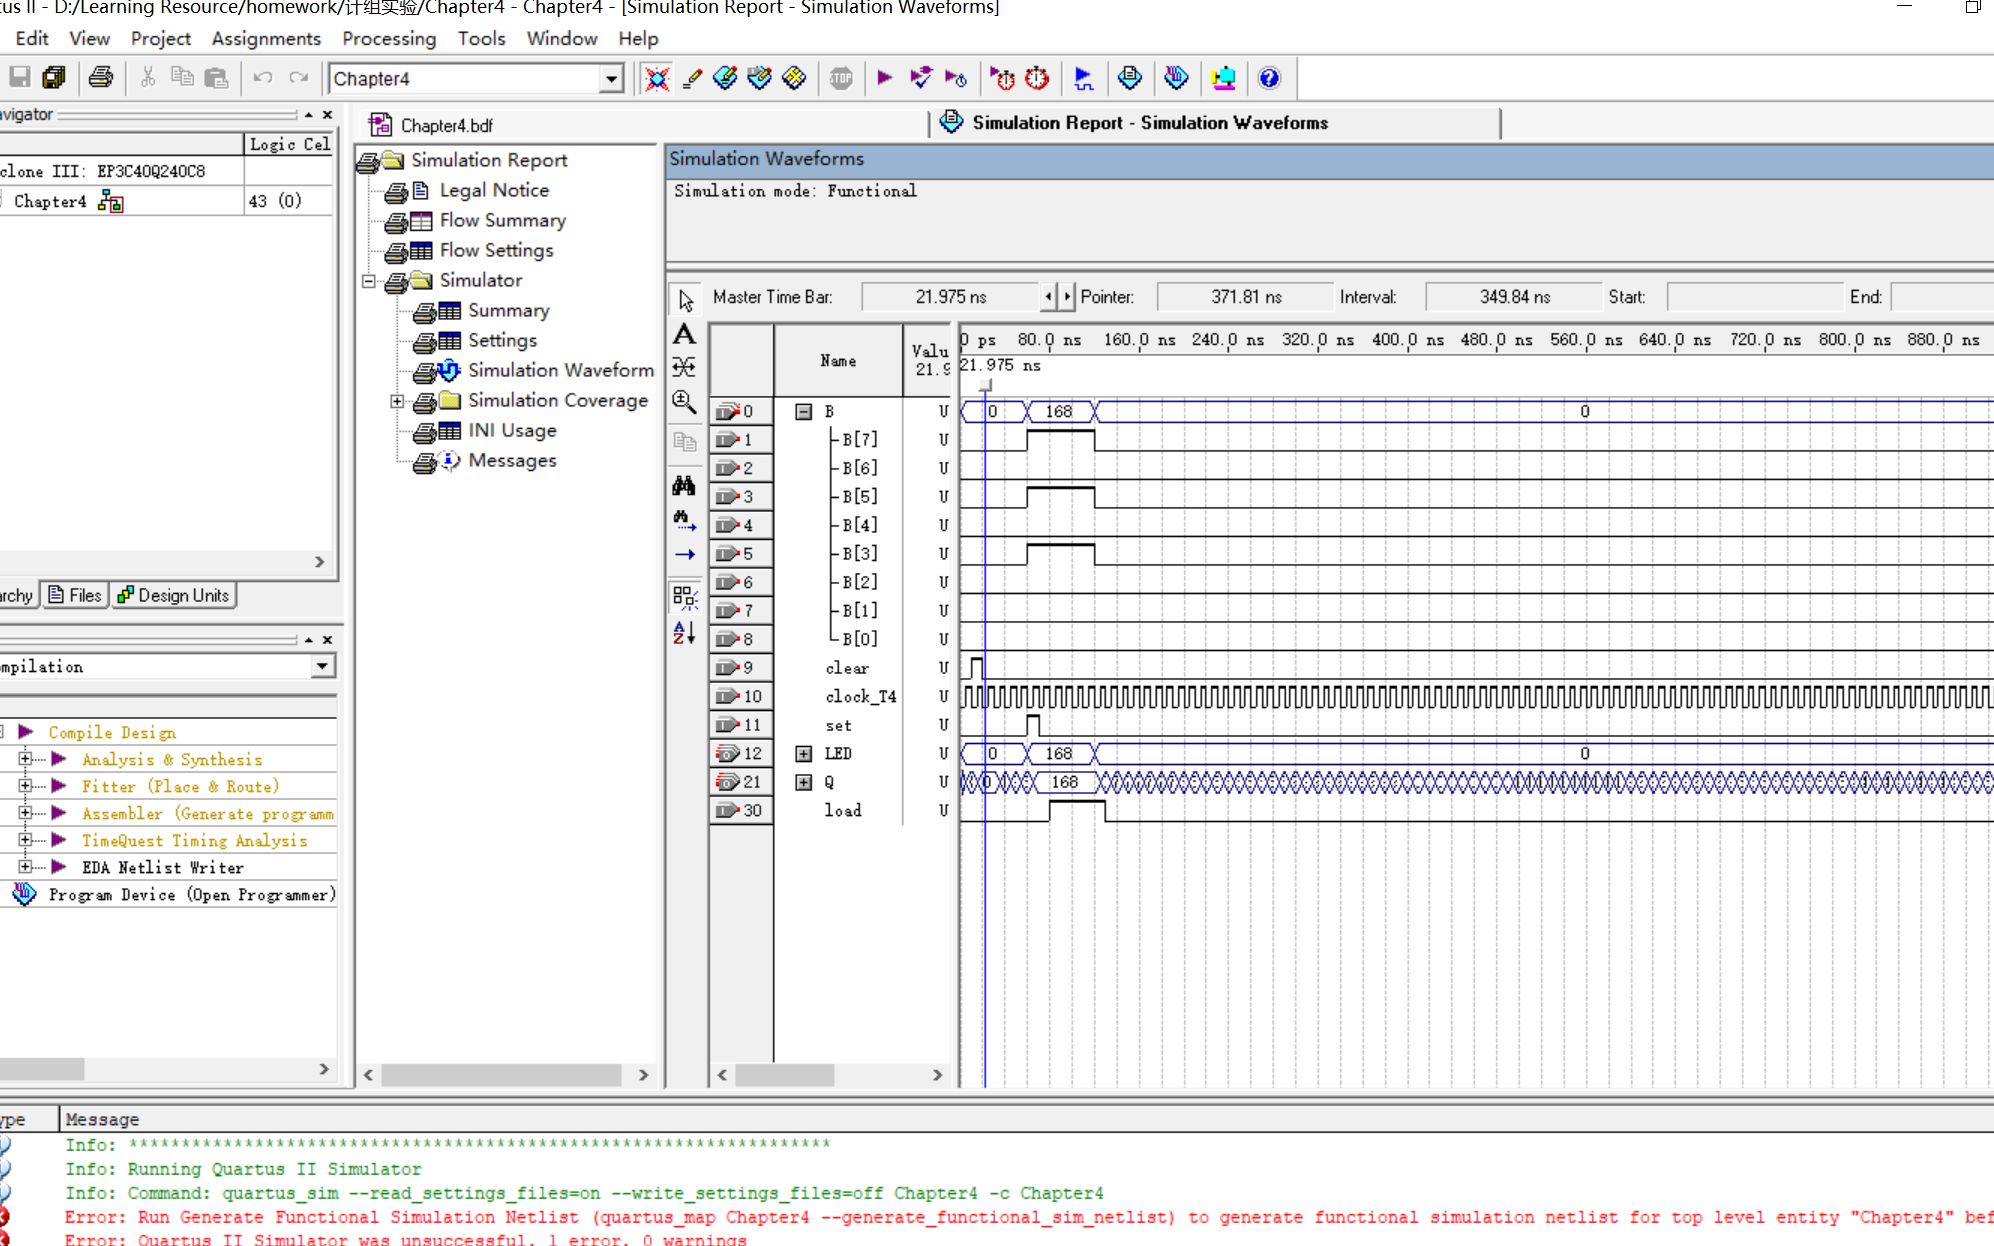 tus II - D:/Learning Resource/homework/计组实验/Chapter4 - Chapter4 - [Simulation Report - Simulation Waveforms]
Edit View Project Assignments Processing Tools Window Help
Chapter4
STOP
avigator
Logic Cel
clone III: EP3C40Q240C8
Chapter4 43 (0)
archy Files Design Units
mpilation
Compile Design
Analysis & Synthesis
Fitter (Place & Route)
Assembler (Generate programm
TimeQuest Timing Analysis
EDA Netlist Writer
Program Device (Open Programmer)
Chapter4.bdf
Simulation Report - Simulation Waveforms
Simulation Report
Legal Notice
Flow Summary
Flow Settings
Simulator
Summary
Settings
Simulation Waveform
Simulation Coverage
INI Usage
Messages
Simulation Waveforms
Simulation mode: Functional
Master Time Bar: 21.975 ns Pointer: 371.81 ns Interval: 349.84 ns Start: End:
Name
Valu
21.9
0 ps 80.0 ns 160.0 ns 240.0 ns 320.0 ns 400.0 ns 480.0 ns 560.0 ns 640.0 ns 720.0 ns 800.0 ns 880.0 ns
21.975 ns
0 B U 0 168 0
1 B[7] U
2 B[6] U
3 B[5] U
4 B[4] U
5 B[3] U
6 B[2] U
7 B[1] U
8 B[0] U
9 clear U
10 clock_T4 U
11 set U
12 LED U 0 168 0
21 Q U 0 168
30 load U
ype Message
Info: *******************************************************************
Info: Running Quartus II Simulator
Info: Command: quartus_sim --read_settings_files=on --write_settings_files=off Chapter4 -c Chapter4
Error: Run Generate Functional Simulation Netlist (quartus_map Chapter4 --generate_functional_sim_netlist) to generate functional simulation netlist for top level entity "Chapter4" bef
Error: Quartus II Simulator was unsuccessful. 1 error, 0 warnings